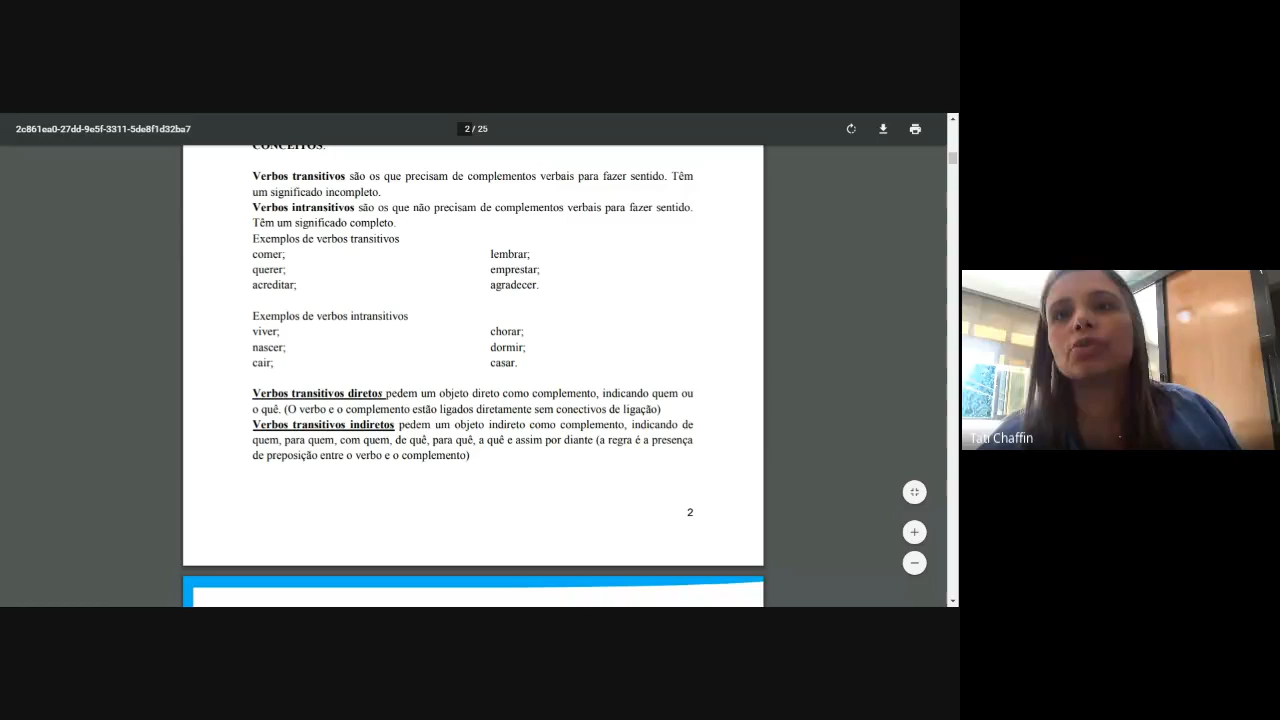 2c861ea0-27dd-9e5f-3311-5de8f1d32ba7
2 / 25
CONCEITOS.
Verbos transitivos são os que precisam de complementos verbais para fazer sentido. Têm
um significado incompleto.
Verbos intransitivos são os que não precisam de complementos verbais para fazer sentido.
Têm um significado completo.
Exemplos de verbos transitivos
comer; lembrar;
querer; emprestar;
acreditar; agradecer.
Exemplos de verbos intransitivos
viver; chorar;
nascer; dormir;
cair; casar.
Verbos transitivos diretos pedem um objeto direto como complemento, indicando quem ou
o quê. (O verbo e o complemento estão ligados diretamente sem conectivos de ligação)
Verbos transitivos indiretos pedem um objeto indireto como complemento, indicando de
quem, para quem, com quem, de quê, para quê, a quê e assim por diante (a regra é a presença
de preposição entre o verbo e o complemento)
2
Tati Chaffin